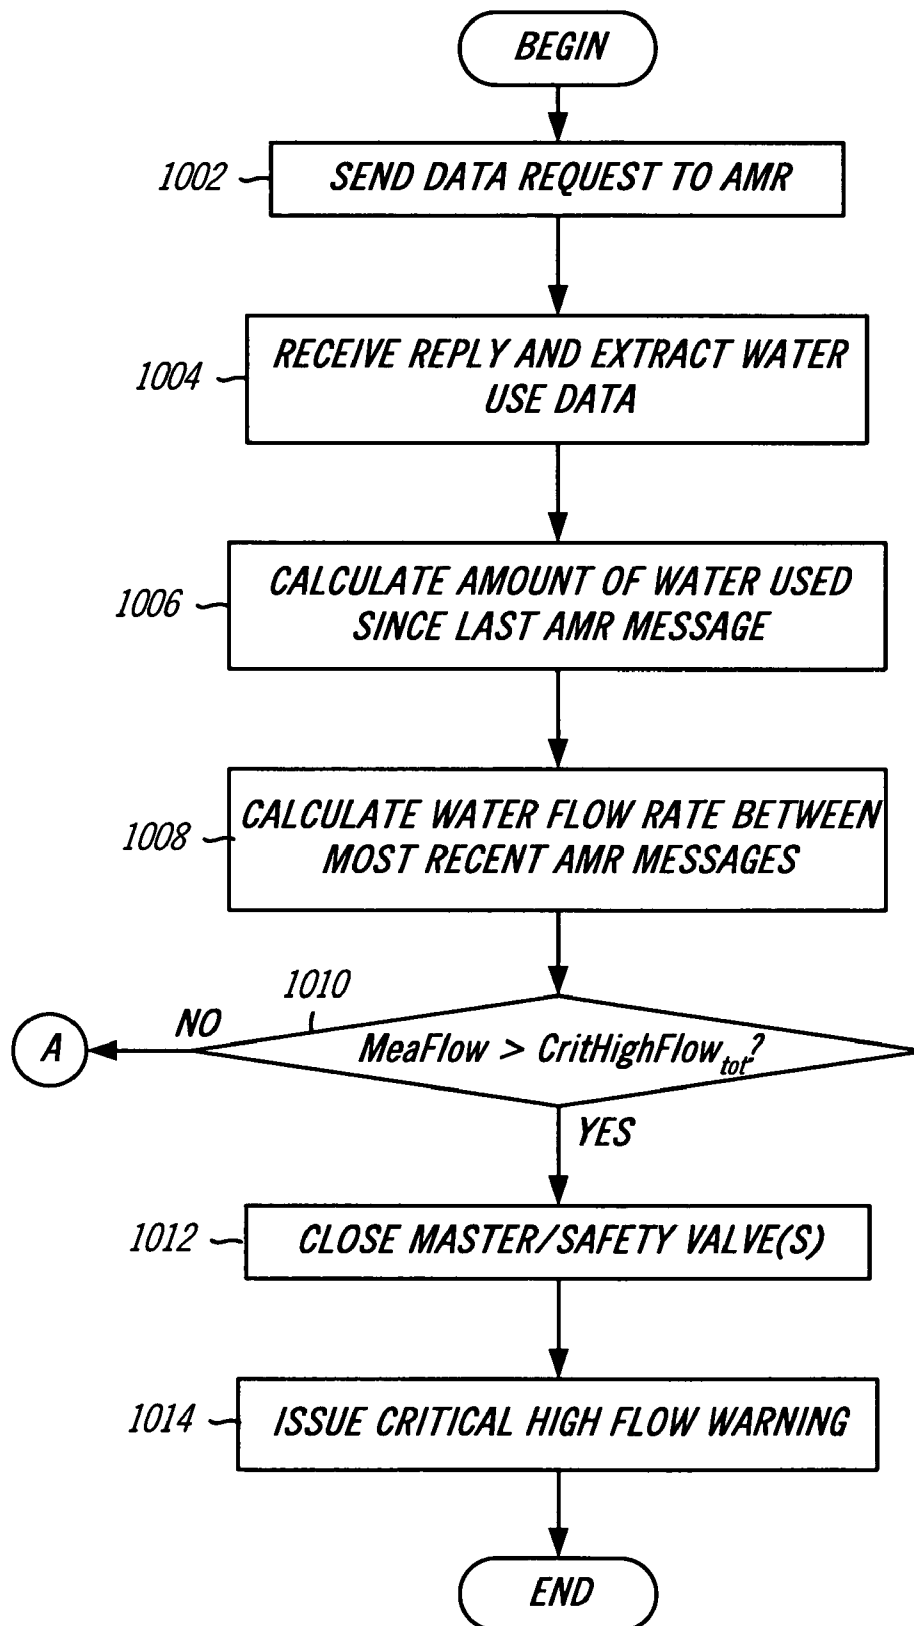 BEGIN
1002
SEND DATA REQUEST TO AMR
1004
RECEIVE REPLY AND EXTRACT WATER
USE DATA
1006
CALCULATE AMOUNT OF WATER USED
SINCE LAST AMR MESSAGE
1008
CALCULATE WATER FLOW RATE BETWEEN
MOST RECENT AMR MESSAGES
1010
A
NO
MeaFlow > CritHighFlowtot?
YES
1012
CLOSE MASTER/SAFETY VALVE(S)
1014
ISSUE CRITICAL HIGH FLOW WARNING
END